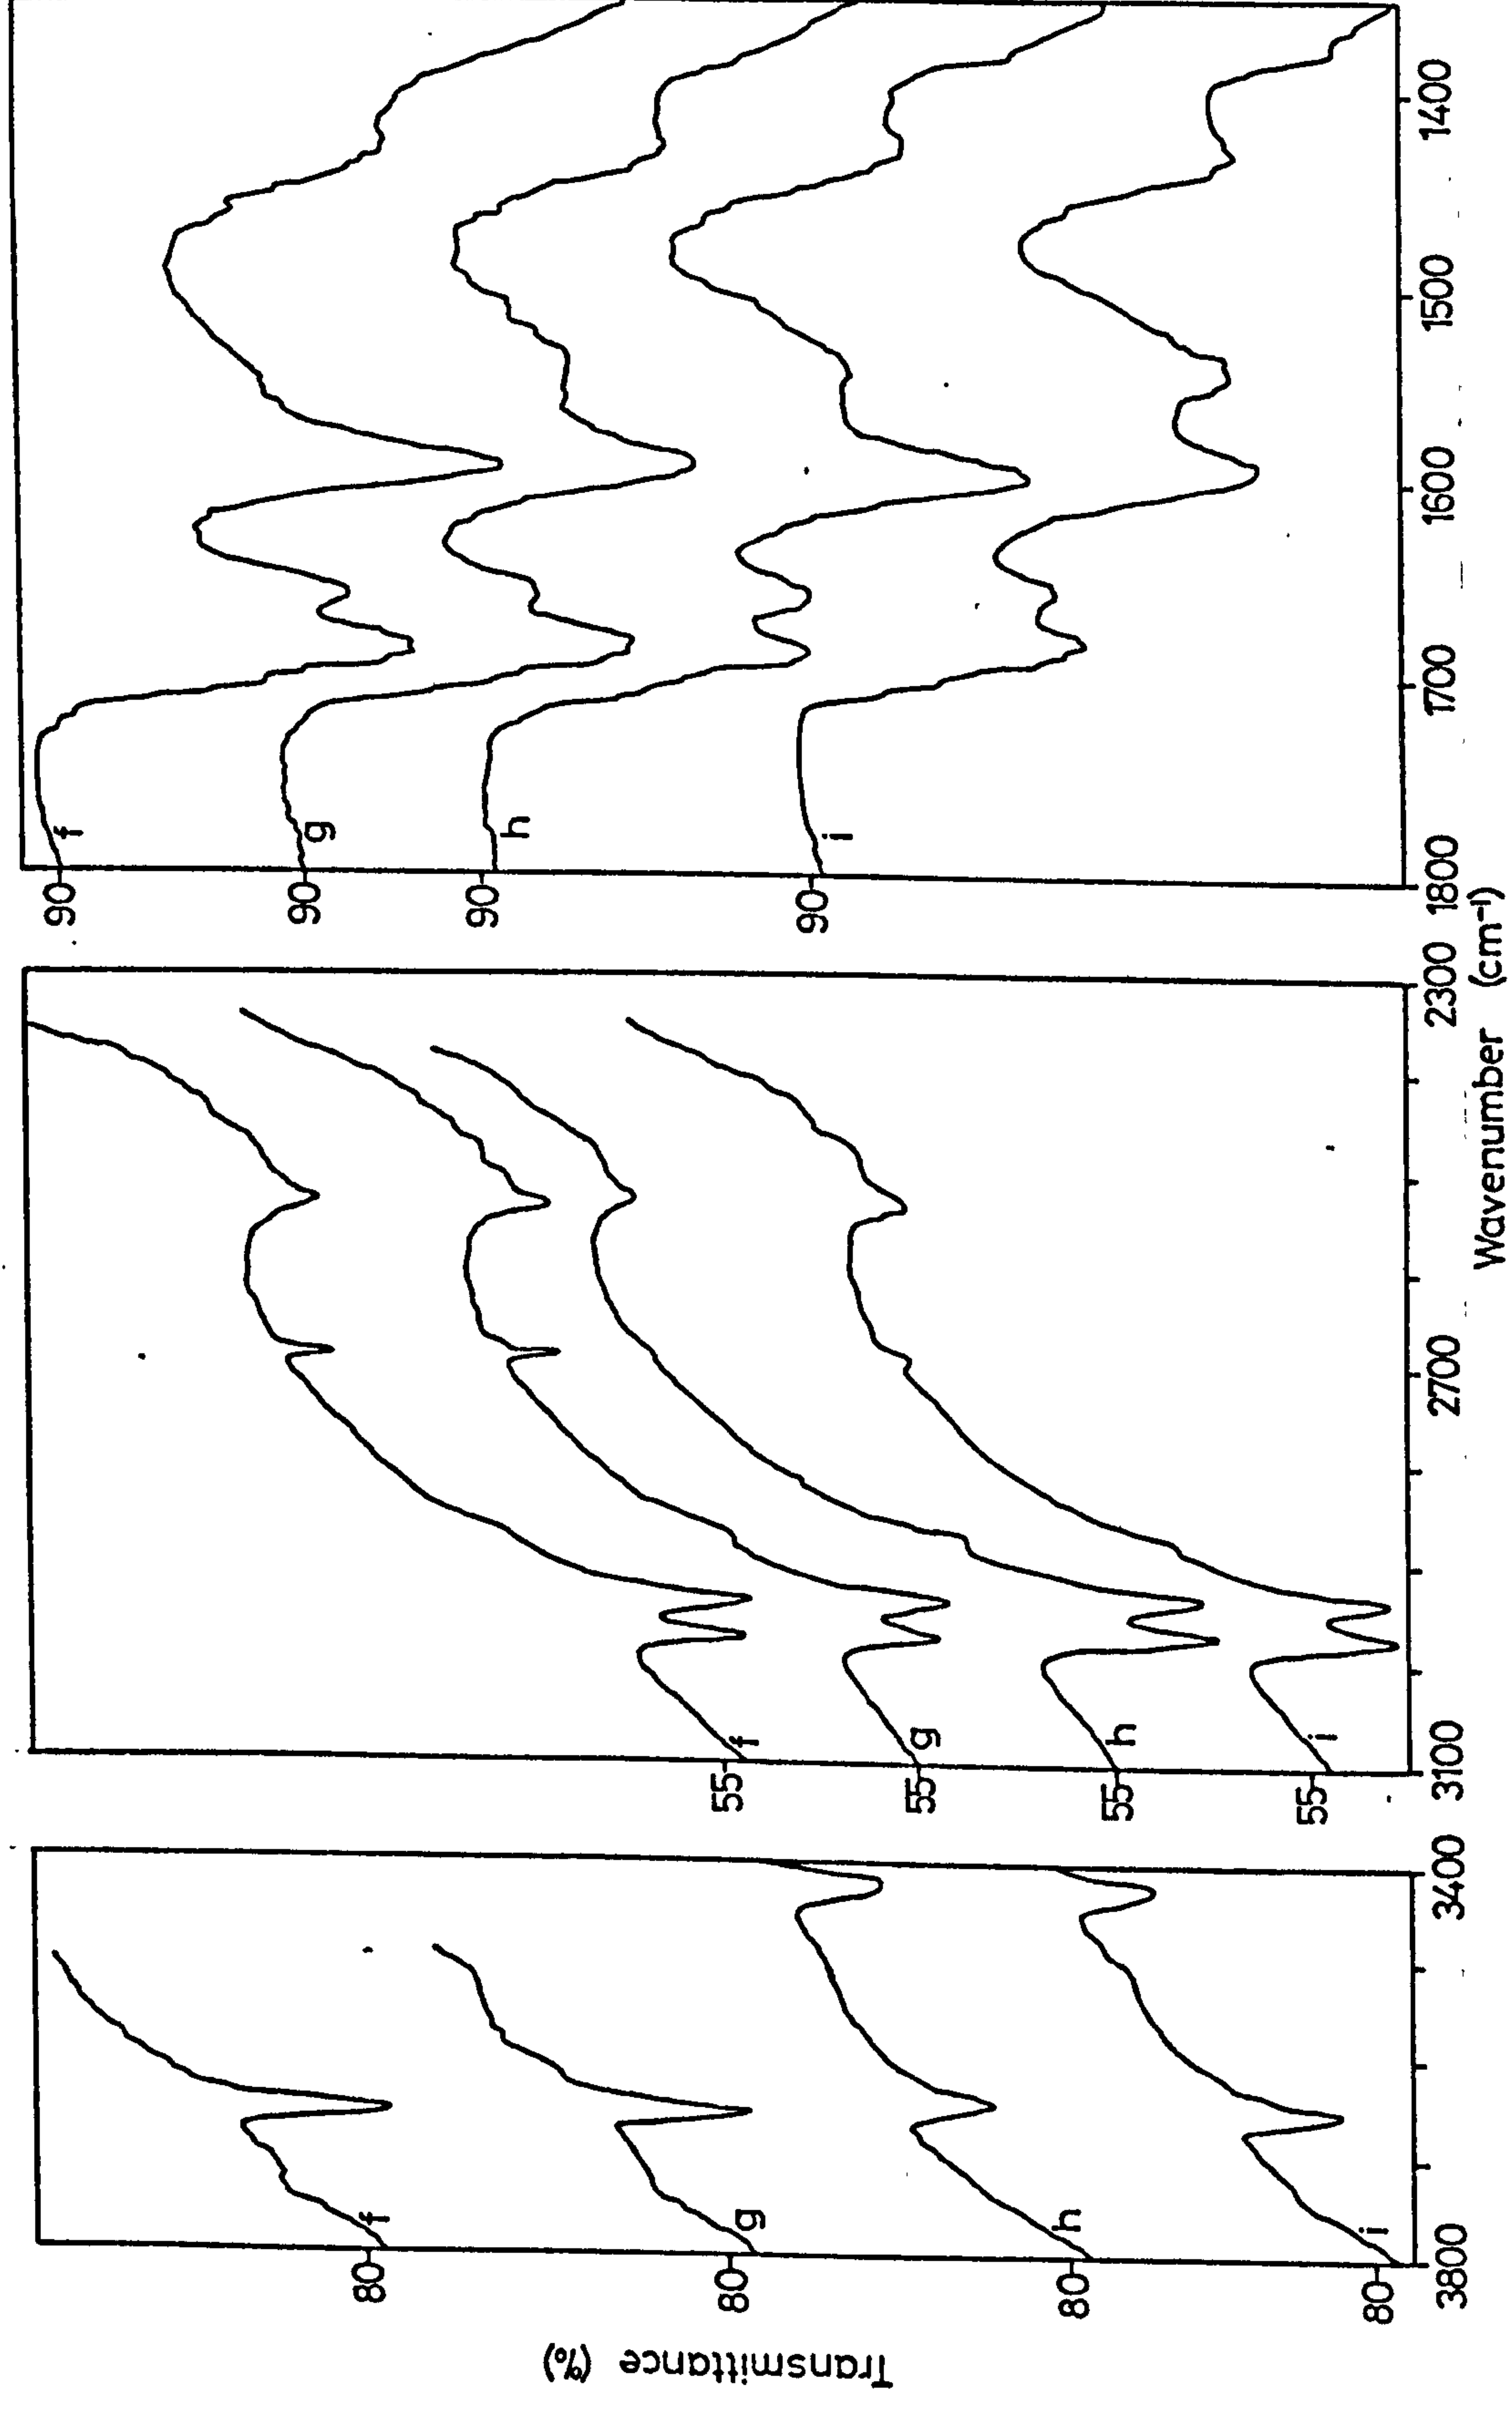 Transmittance (%)
80
80
80
80
f
g
h
i
3800
3400
55
55
55
55
f
g
h
i
3100
2700
2300
90
90
90
90
f
g
h
i
1800
1700
1600
1500
1400
Wavenumber (cm⁻¹)